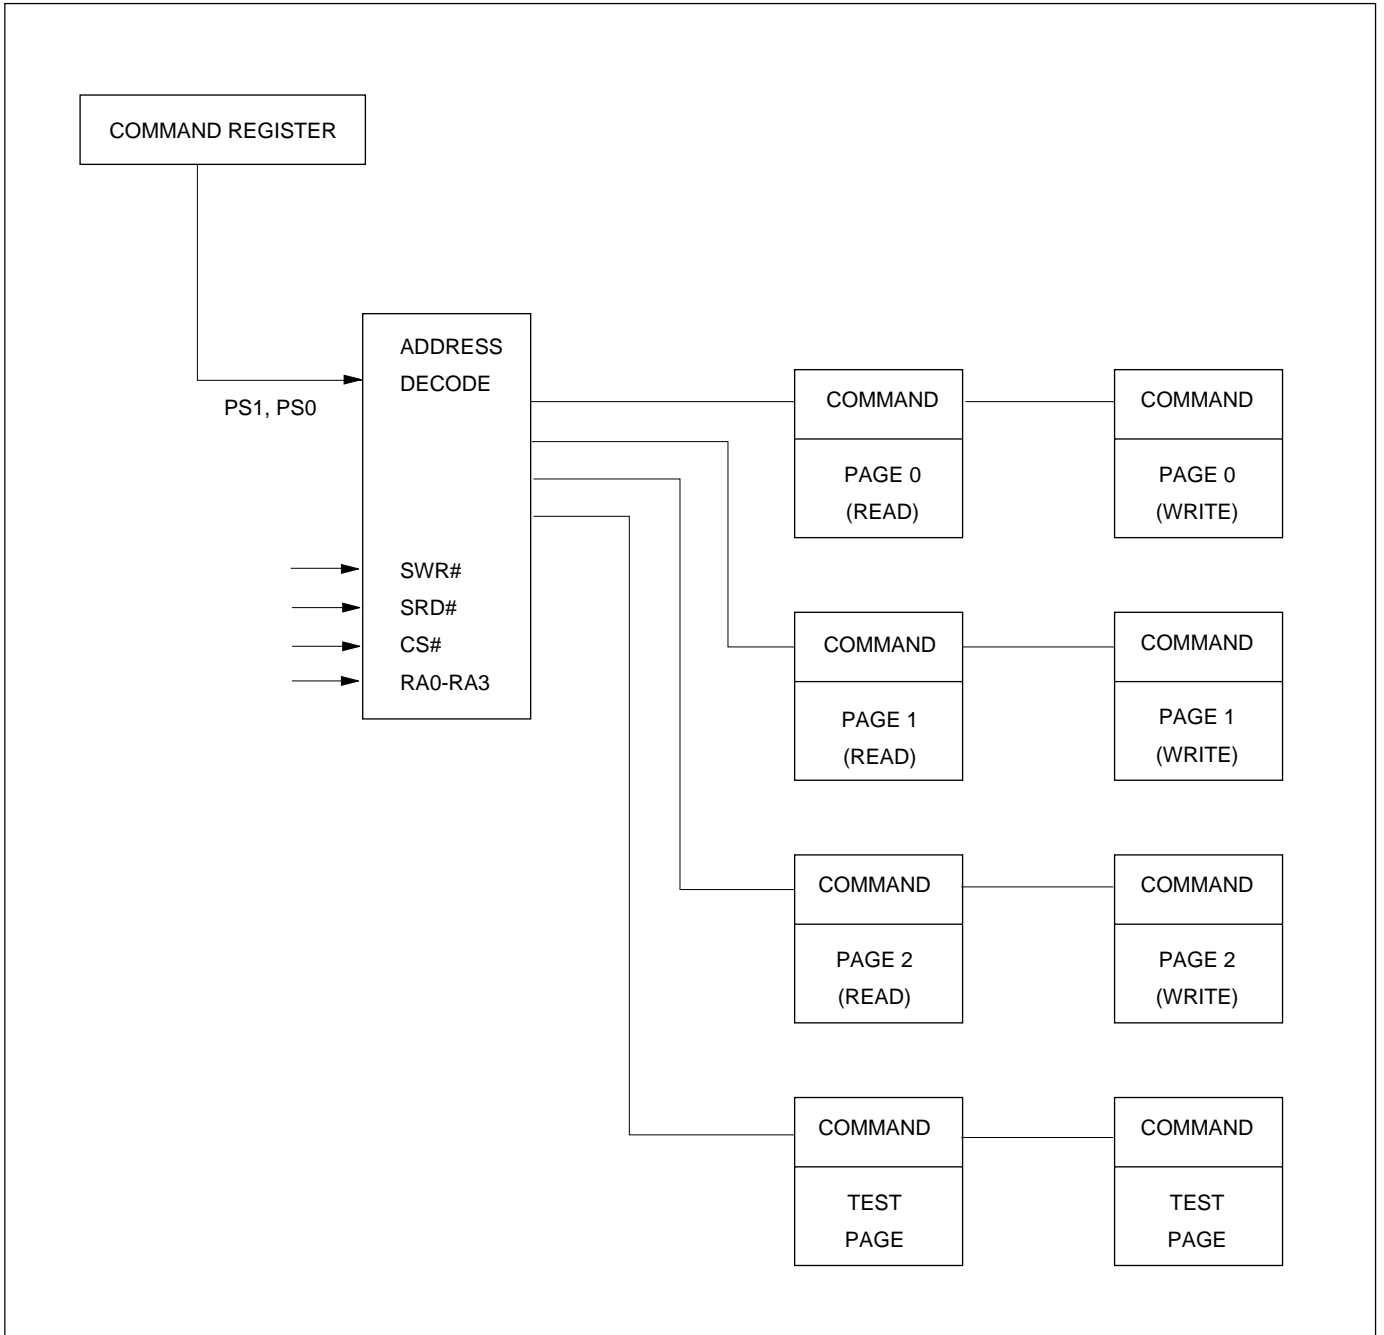 COMMAND REGISTER
ADDRESS
DECODE
PS1, PS0
SWR#
SRD#
CS#
RA0-RA3
COMMAND
PAGE 0
(READ)
COMMAND
PAGE 0
(WRITE)
COMMAND
PAGE 1
(READ)
COMMAND
PAGE 1
(WRITE)
COMMAND
PAGE 2
(READ)
COMMAND
PAGE 2
(WRITE)
COMMAND
TEST
PAGE
COMMAND
TEST
PAGE